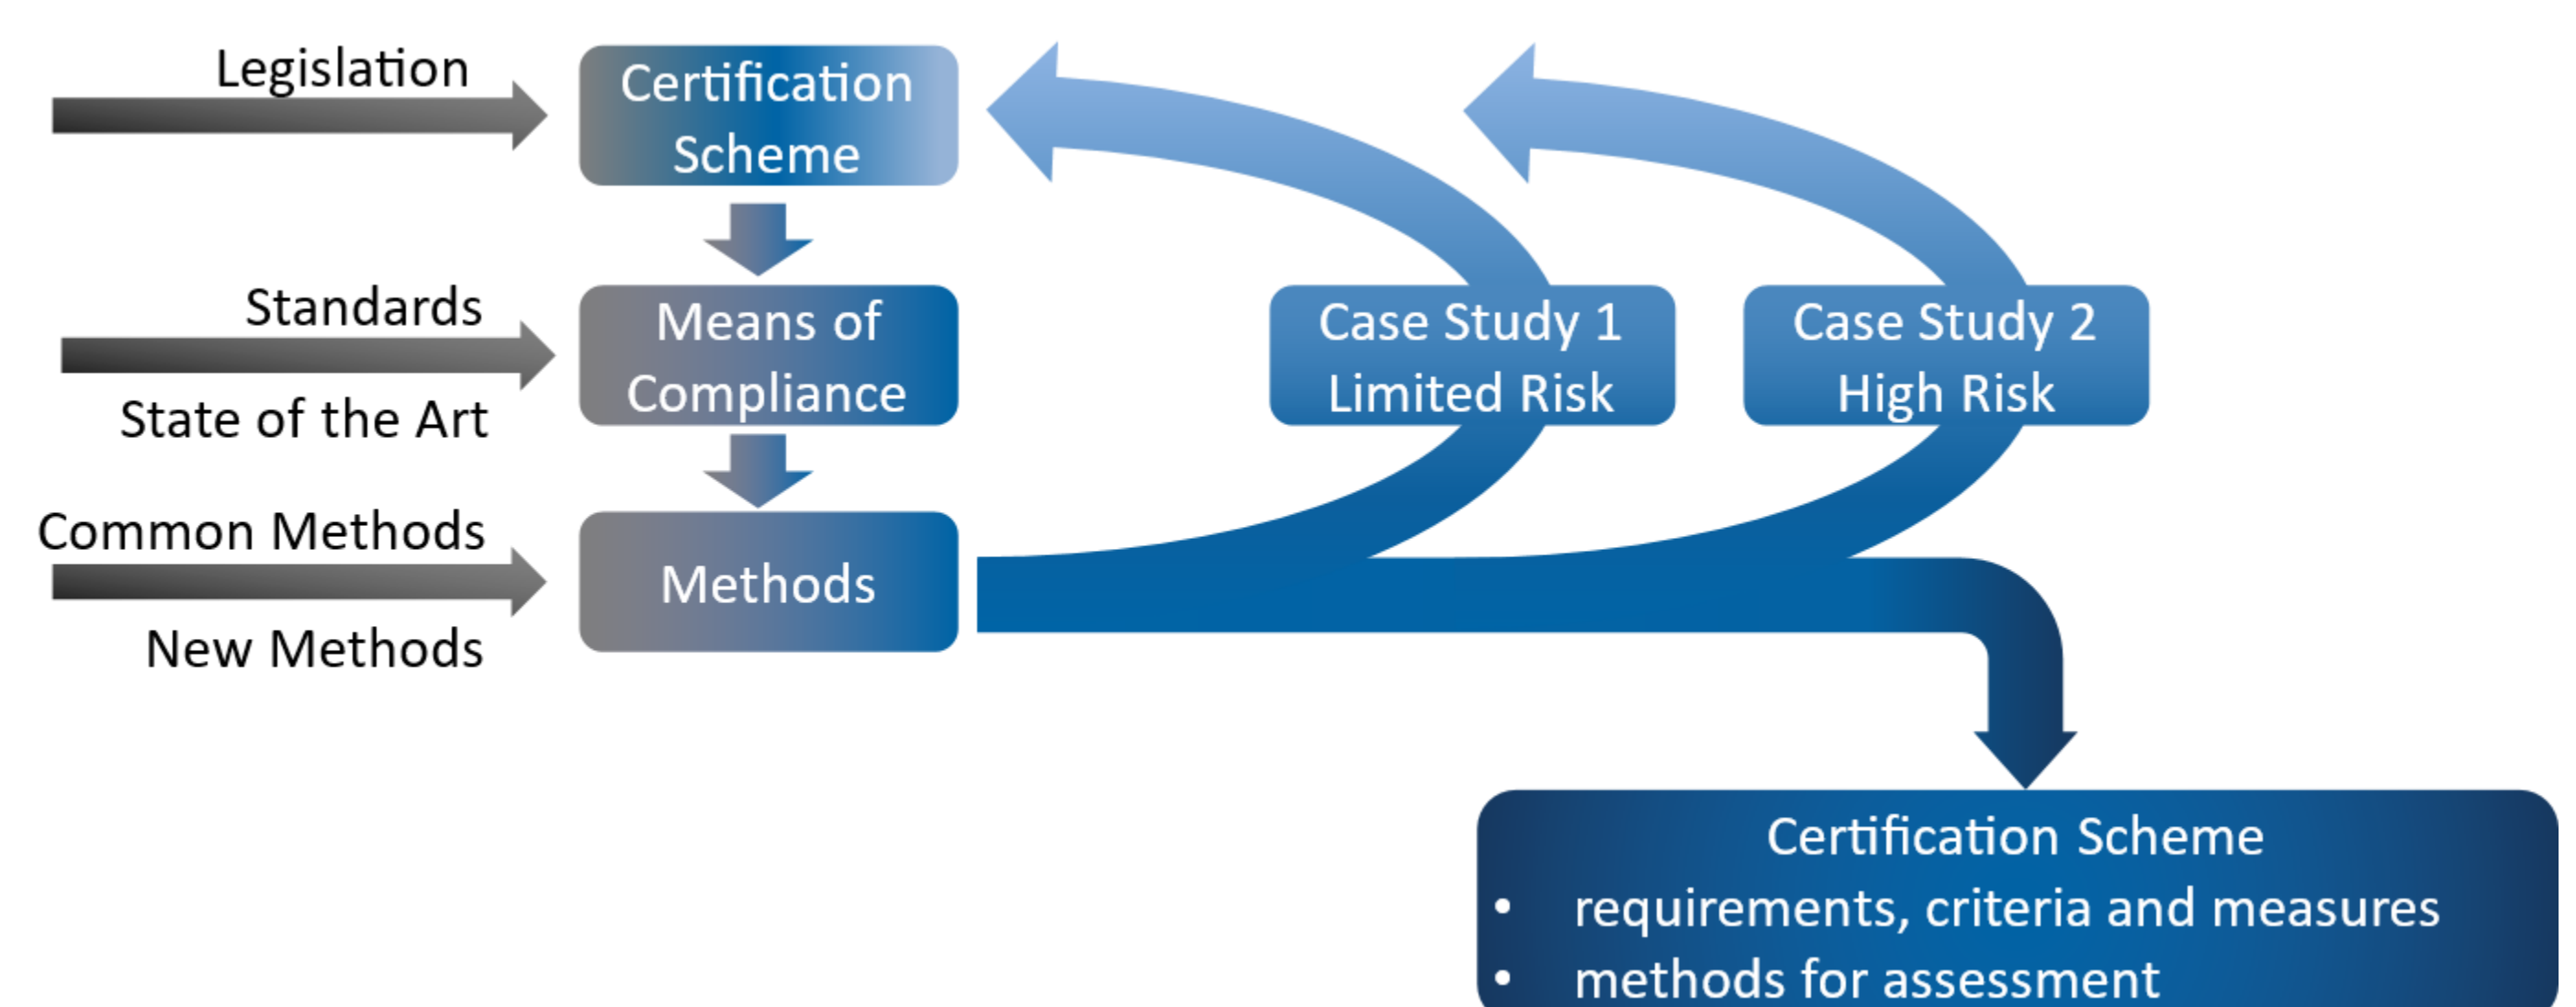 Legislation
Certification
Scheme
Standards
State of the Art
Means of
Compliance
Case Study 1
Limited Risk
Case Study 2
High Risk
Common Methods
New Methods
Methods
Certification Scheme
• requirements, criteria and measures
• methods for assessment